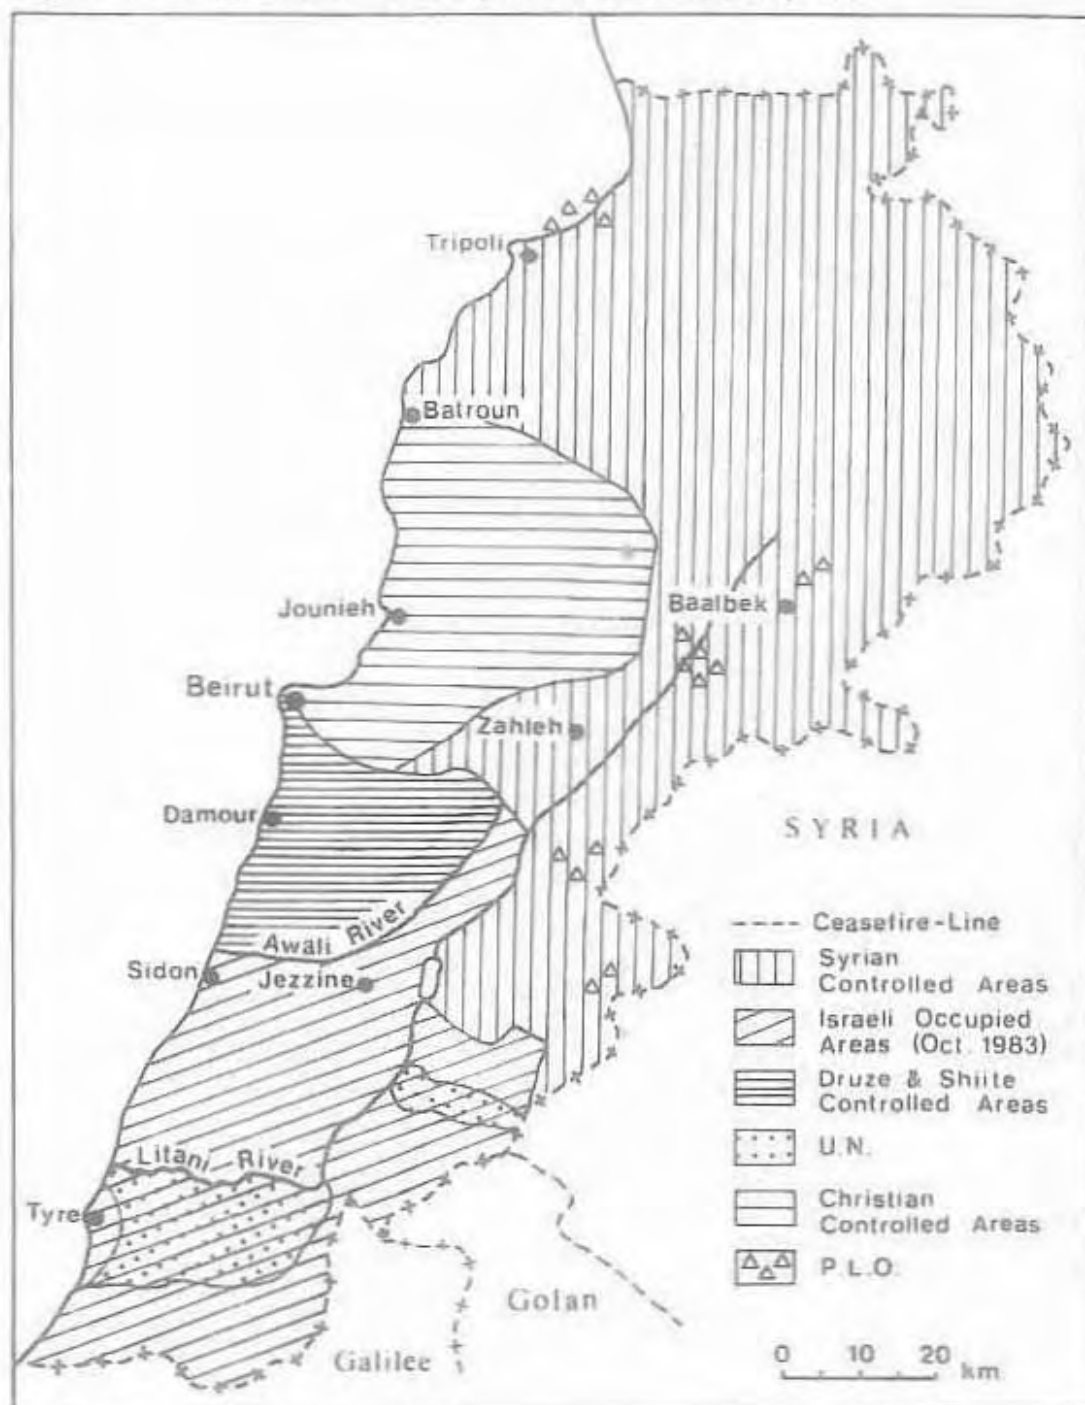 Tripoli
Batroun
Jounieh
Baalbek
Beirut
Zahleh
Damour
SYRIA
Awali River
Sidon
Jezzine
Litani River
Tyre
Golan
Galilee
Ceasefire-Line
Syrian
Controlled Areas
Israeli Occupied
Areas (Oct. 1983)
Druze & Shiite
Controlled Areas
U.N.
Christian
Controlled Areas
P.L.O.
0 10 20 km.